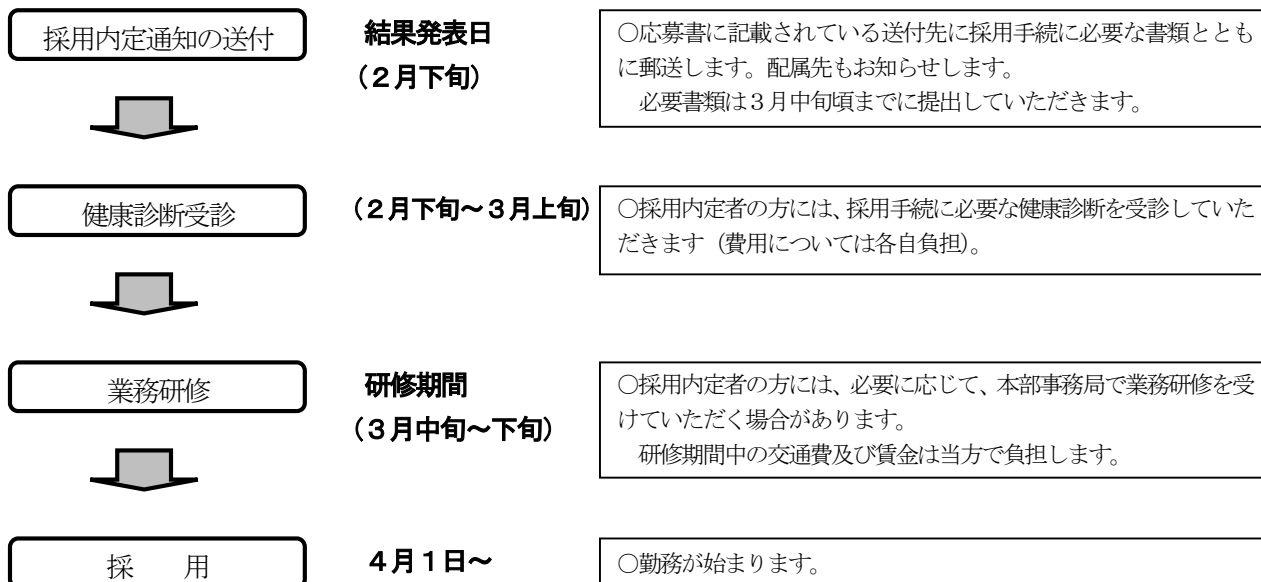 採用内定通知の送付
結果発表日
(2月下旬)
○応募書に記載されている送付先に採用手続に必要な書類ととも
に郵送します。配属先もお知らせします。
必要書類は3月中旬頃までに提出していただきます。
健康診断受診
(2月下旬~3月上旬)
○採用内定者の方には、採用手続に必要な健康診断を受診していた
だきます(費用については各自負担)。
業務研修
研修期間
(3月中旬~下旬)
○採用内定者の方には、必要に応じて、本部事務局で業務研修を受
けていただく場合があります。
研修期間中の交通費及び賃金は当方で負担します。
採 用
4月1日~
○勤務が始まります。